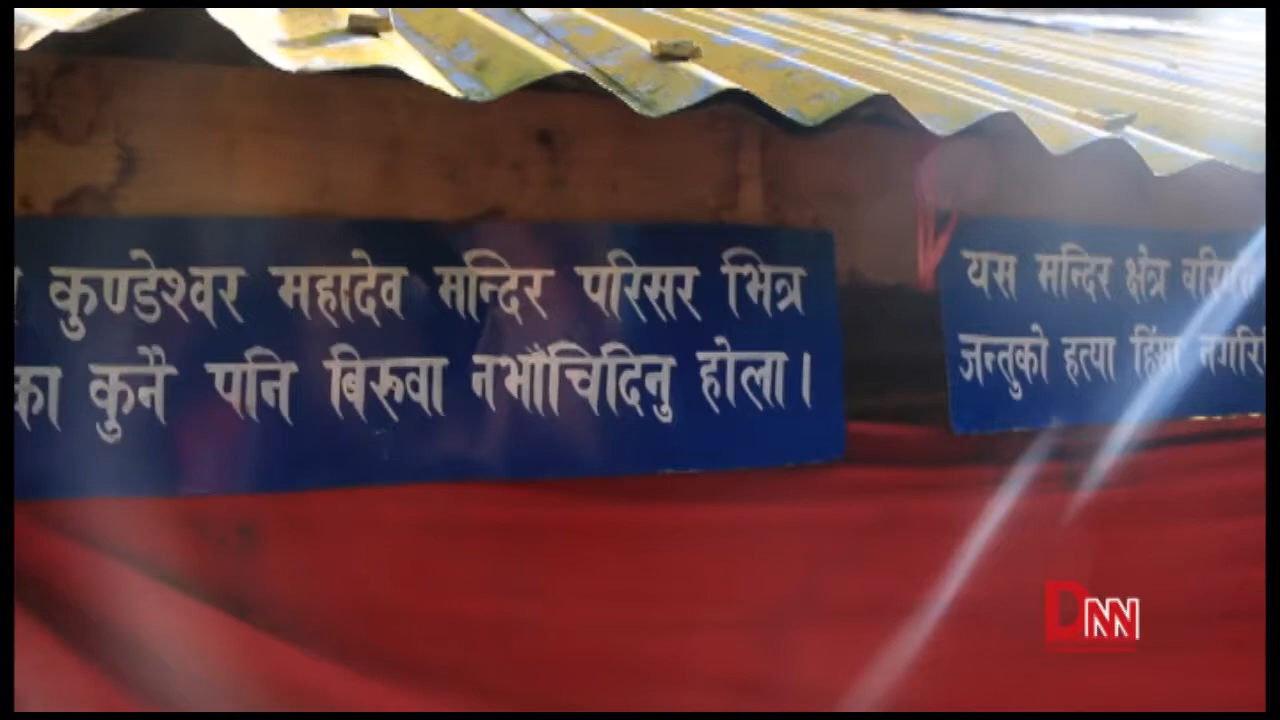 कुण्डेश्वर महादेव मन्दिर परिसर भित्र
का कुनै पनि बिरुवा नभाँचिदिनु होला।
यस मन्दिर क्षेत्र
जन्तुको हत्या हिंसा
DNN